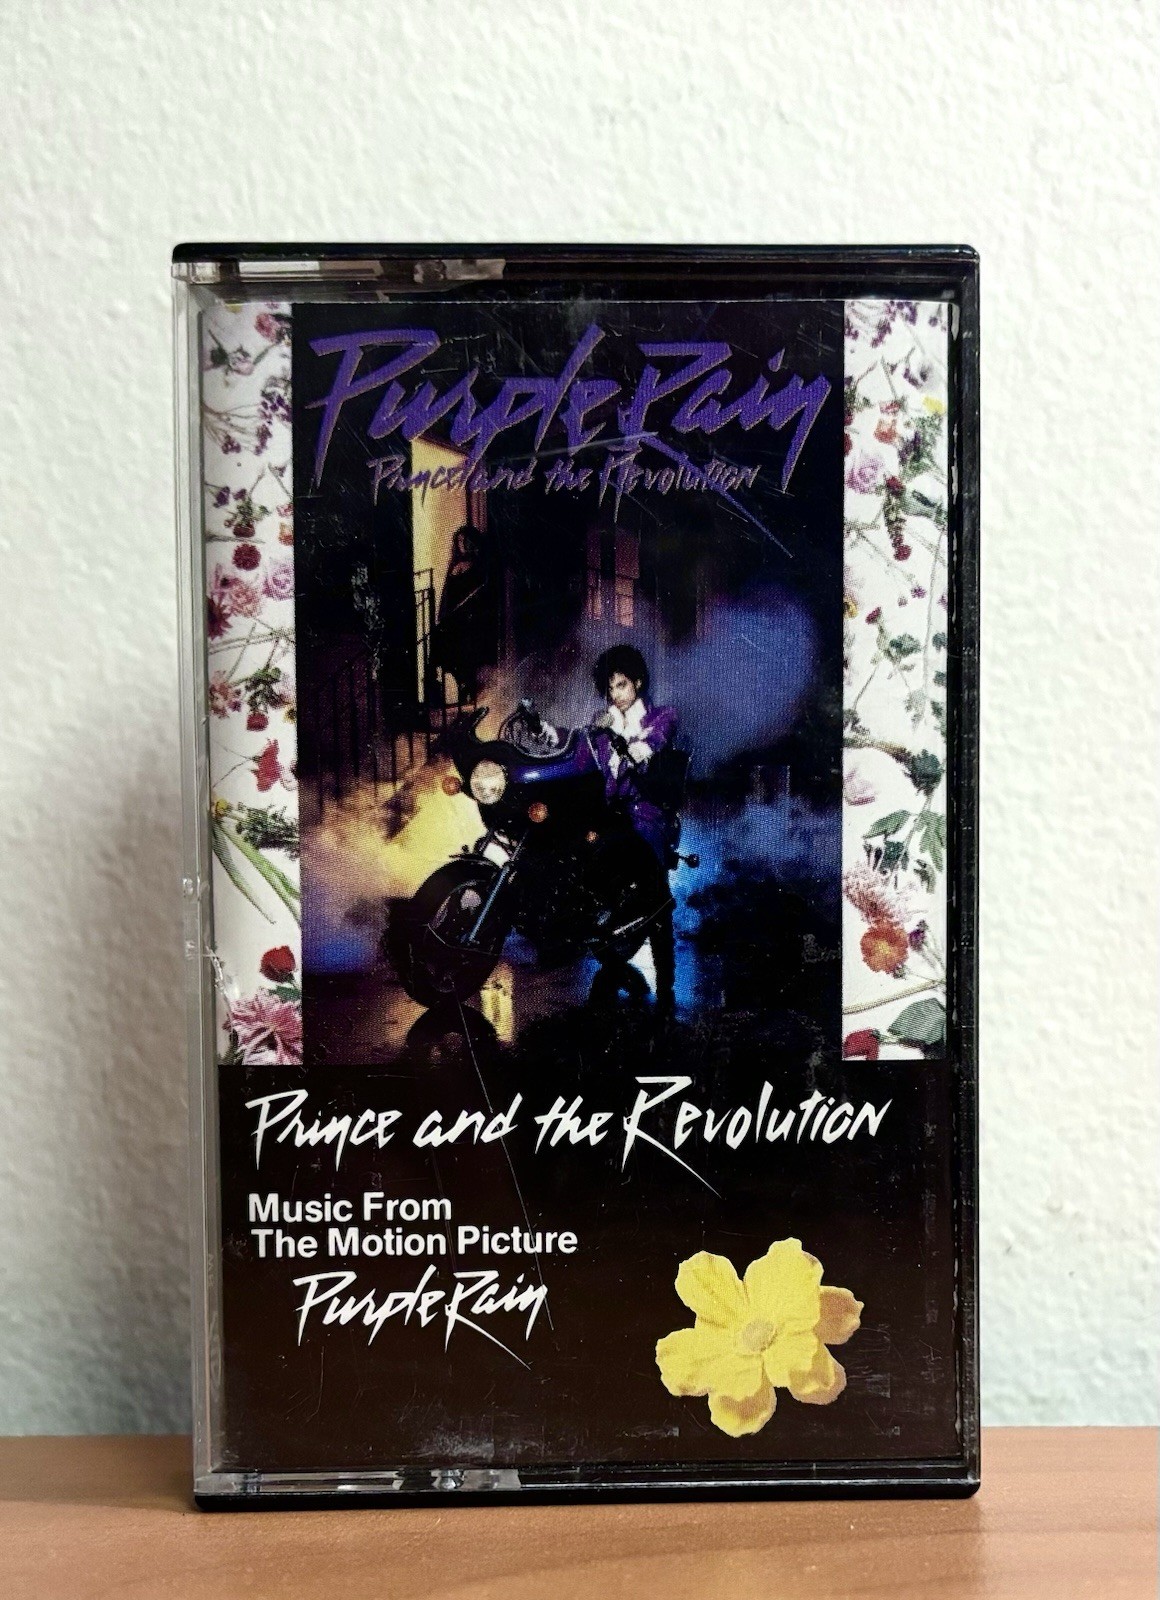 Purple Rain
Prince and the Revolution
Prince and the Revolution
Music From
The Motion Picture
Purple Rain